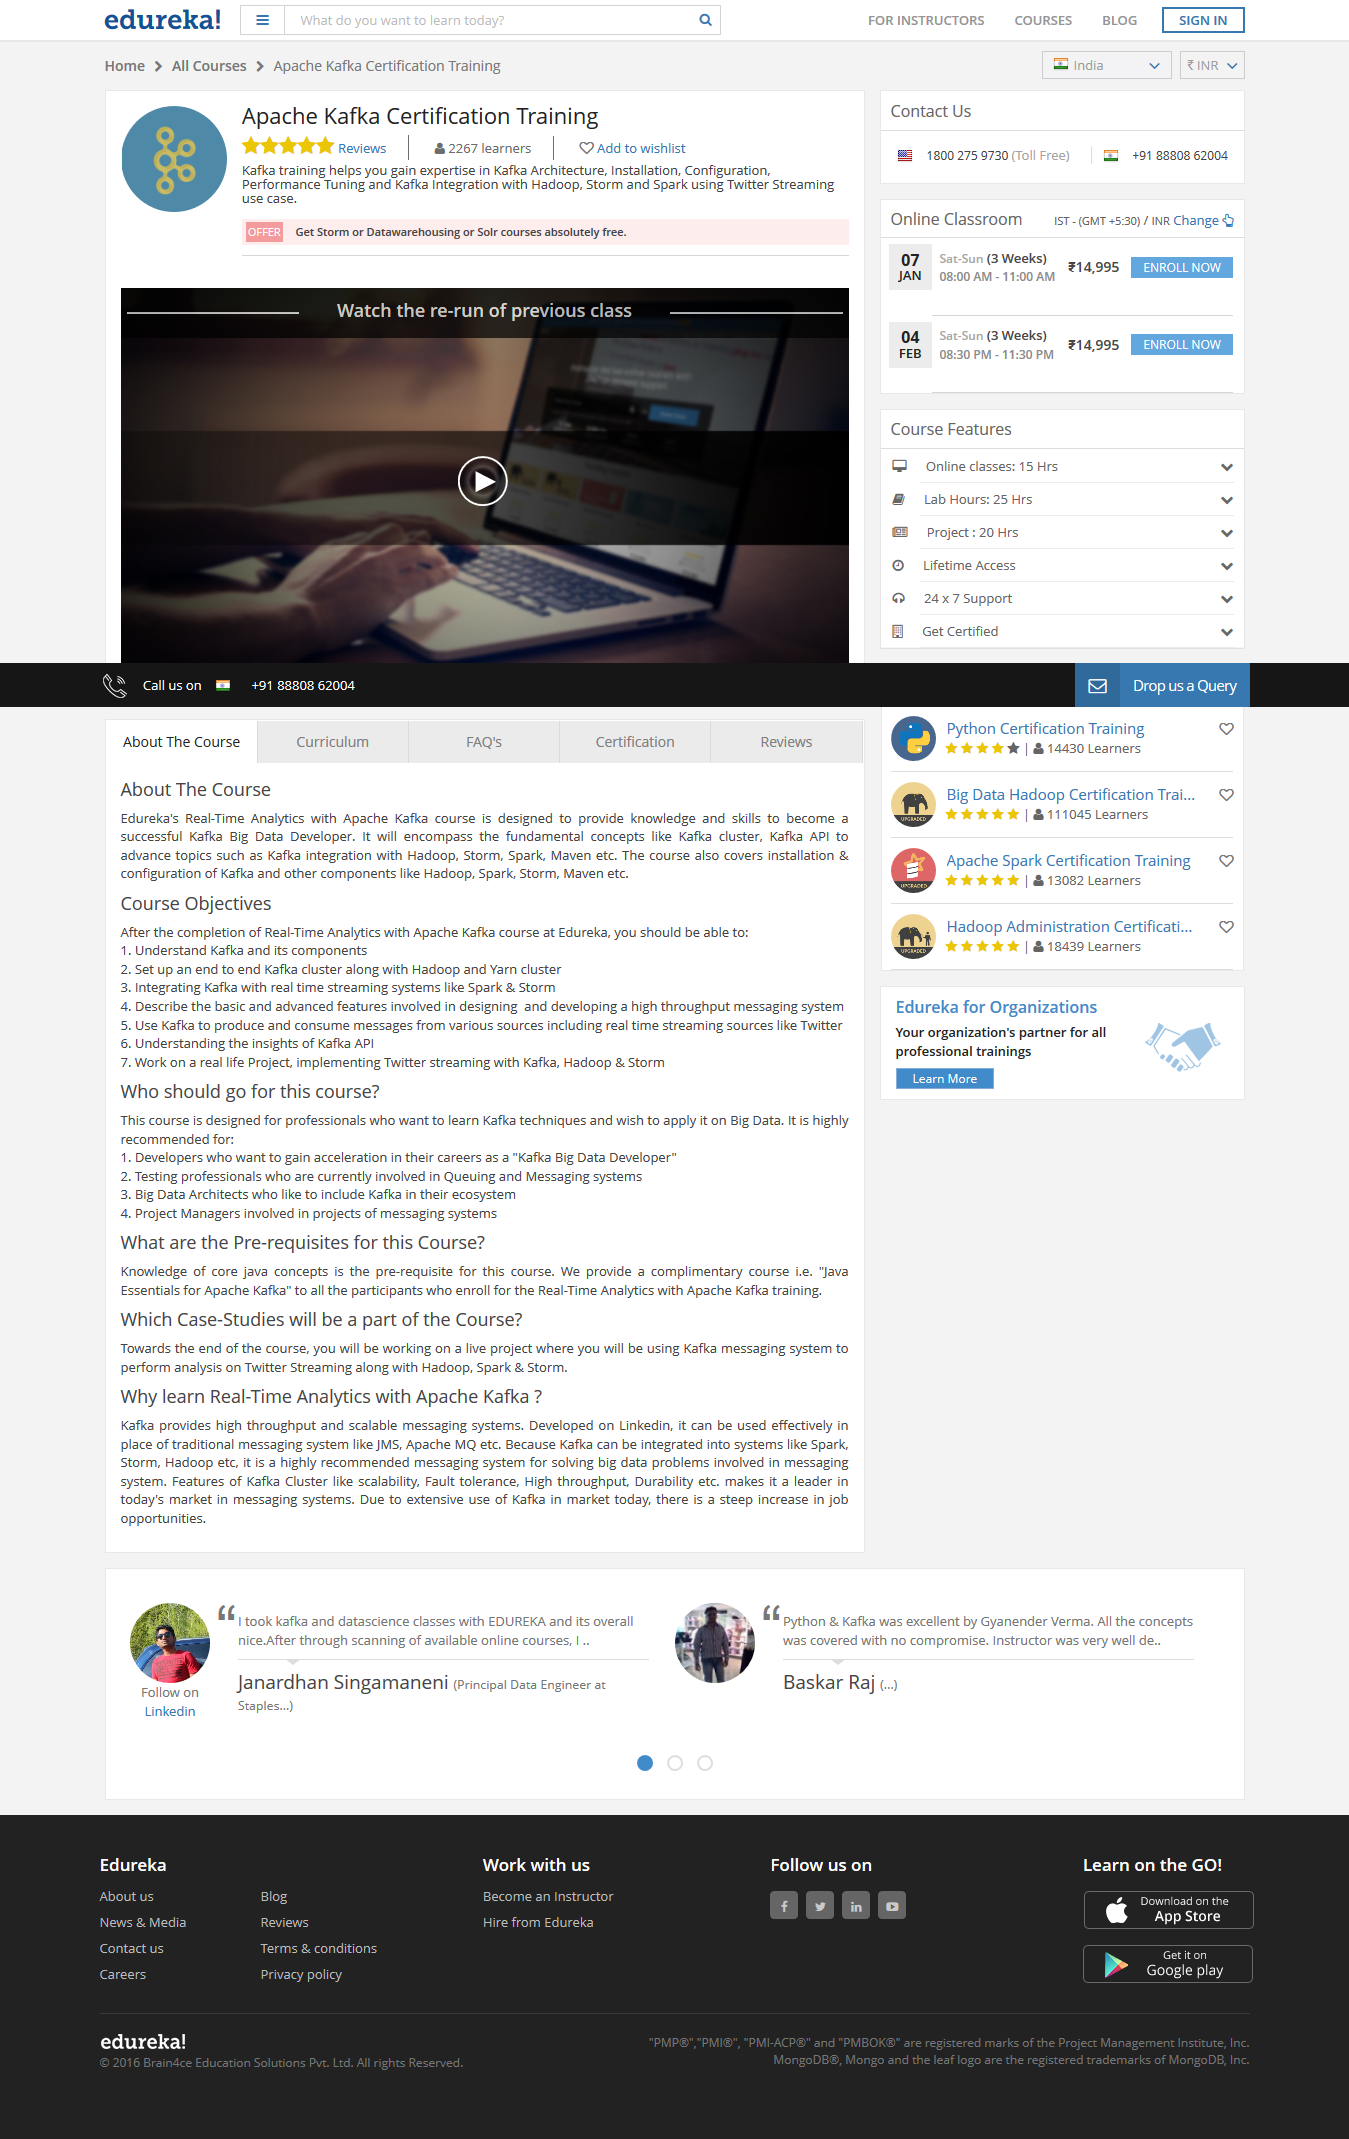 edureka!
What do you want to learn today?
FOR INSTRUCTORS
COURSES
BLOG
SIGN IN
Home
All Courses
Apache Kafka Certification Training
India
₹ INR
Apache Kafka Certification Training
Reviews
2267 learners
Add to wishlist
Kafka training helps you gain expertise in Kafka Architecture, Installation, Configuration,
Performance Tuning and Kafka Integration with Hadoop, Storm and Spark using Twitter Streaming
use case.
OFFER Get Storm or Datawarehousing or Solr courses absolutely free.
Watch the re-run of previous class
Contact Us
1800 275 9730 (Toll Free)
+91 88808 62004
Online Classroom
IST - (GMT +5:30) / INR Change
07
JAN
Sat-Sun (3 Weeks)
08:00 AM - 11:00 AM
₹14,995
ENROLL NOW
04
FEB
Sat-Sun (3 Weeks)
08:30 PM - 11:30 PM
₹14,995
ENROLL NOW
Course Features
Online classes: 15 Hrs
Lab Hours: 25 Hrs
Project : 20 Hrs
Lifetime Access
24 x 7 Support
Get Certified
Call us on
+91 88808 62004
Drop us a Query
About The Course
Curriculum
FAQ's
Certification
Reviews
About The Course
Edureka's Real-Time Analytics with Apache Kafka course is designed to provide knowledge and skills to become a
successful Kafka Big Data Developer. It will encompass the fundamental concepts like Kafka cluster, Kafka API to
advance topics such as Kafka integration with Hadoop, Storm, Spark, Maven etc. The course also covers installation &
configuration of Kafka and other components like Hadoop, Spark, Storm, Maven etc.
Course Objectives
After the completion of Real-Time Analytics with Apache Kafka course at Edureka, you should be able to:
1. Understand Kafka and its components
2. Set up an end to end Kafka cluster along with Hadoop and Yarn cluster
3. Integrating Kafka with real time streaming systems like Spark & Storm
4. Describe the basic and advanced features involved in designing and developing a high throughput messaging system
5. Use Kafka to produce and consume messages from various sources including real time streaming sources like Twitter
6. Understanding the insights of Kafka API
7. Work on a real life Project, implementing Twitter streaming with Kafka, Hadoop & Storm
Who should go for this course?
This course is designed for professionals who want to learn Kafka techniques and wish to apply it on Big Data. It is highly
recommended for:
1. Developers who want to gain acceleration in their careers as a "Kafka Big Data Developer"
2. Testing professionals who are currently involved in Queuing and Messaging systems
3. Big Data Architects who like to include Kafka in their ecosystem
4. Project Managers involved in projects of messaging systems
What are the Pre-requisites for this Course?
Knowledge of core java concepts is the pre-requisite for this course. We provide a complimentary course i.e. "Java
Essentials for Apache Kafka" to all the participants who enroll for the Real-Time Analytics with Apache Kafka training.
Which Case-Studies will be a part of the Course?
Towards the end of the course, you will be working on a live project where you will be using Kafka messaging system to
perform analysis on Twitter Streaming along with Hadoop, Spark & Storm.
Why learn Real-Time Analytics with Apache Kafka ?
Kafka provides high throughput and scalable messaging systems. Developed on Linkedin, it can be used effectively in
place of traditional messaging system like JMS, Apache MQ etc. Because Kafka can be integrated into systems like Spark,
Storm, Hadoop etc, it is a highly recommended messaging system for solving big data problems involved in messaging
system. Features of Kafka Cluster like scalability, Fault tolerance, High throughput, Durability etc. makes it a leader in
today's market in messaging systems. Due to extensive use of Kafka in market today, there is a steep increase in job
opportunities.
Python Certification Training
| 14430 Learners
UPGRADED
Big Data Hadoop Certification Trai...
| 111045 Learners
UPGRADED
Apache Spark Certification Training
| 13082 Learners
UPGRADED
Hadoop Administration Certificati...
| 18439 Learners
Edureka for Organizations
Your organization's partner for all
professional trainings
Learn More
“ I took kafka and datascience classes with EDUREKA and its overall
nice.After through scanning of available online courses, I ..
Janardhan Singamaneni (Principal Data Engineer at
Staples...)
Follow on
Linkedin
“ Python & Kafka was excellent by Gyanender Verma. All the concepts
was covered with no compromise. Instructor was very well de..
Baskar Raj (...)
Edureka
About us
News & Media
Contact us
Careers
Blog
Reviews
Terms & conditions
Privacy policy
Work with us
Become an Instructor
Hire from Edureka
Follow us on
Learn on the GO!
Download on the
App Store
Get it on
Google play
edureka!
© 2016 Brain4ce Education Solutions Pvt. Ltd. All rights Reserved.
"PMP®","PMI®", "PMI-ACP®" and "PMBOK®" are registered marks of the Project Management Institute, Inc.
MongoDB®, Mongo and the leaf logo are the registered trademarks of MongoDB, Inc.